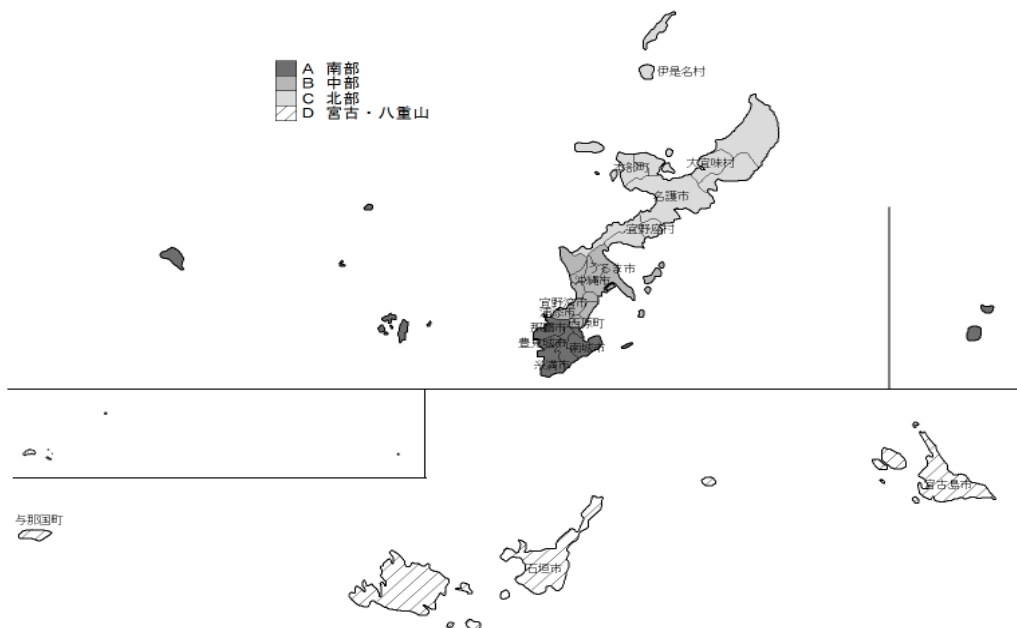 A 南部
B 中部
C 北部
D 宮古・八重山
伊是名村
大宜味村
本部町
名護市
宜野座村
うるま市
沖縄市
宜野湾市
浦添市
西原町
那覇市
豊見城市
南城市
糸満市
宮古島市
与那国町
石垣市